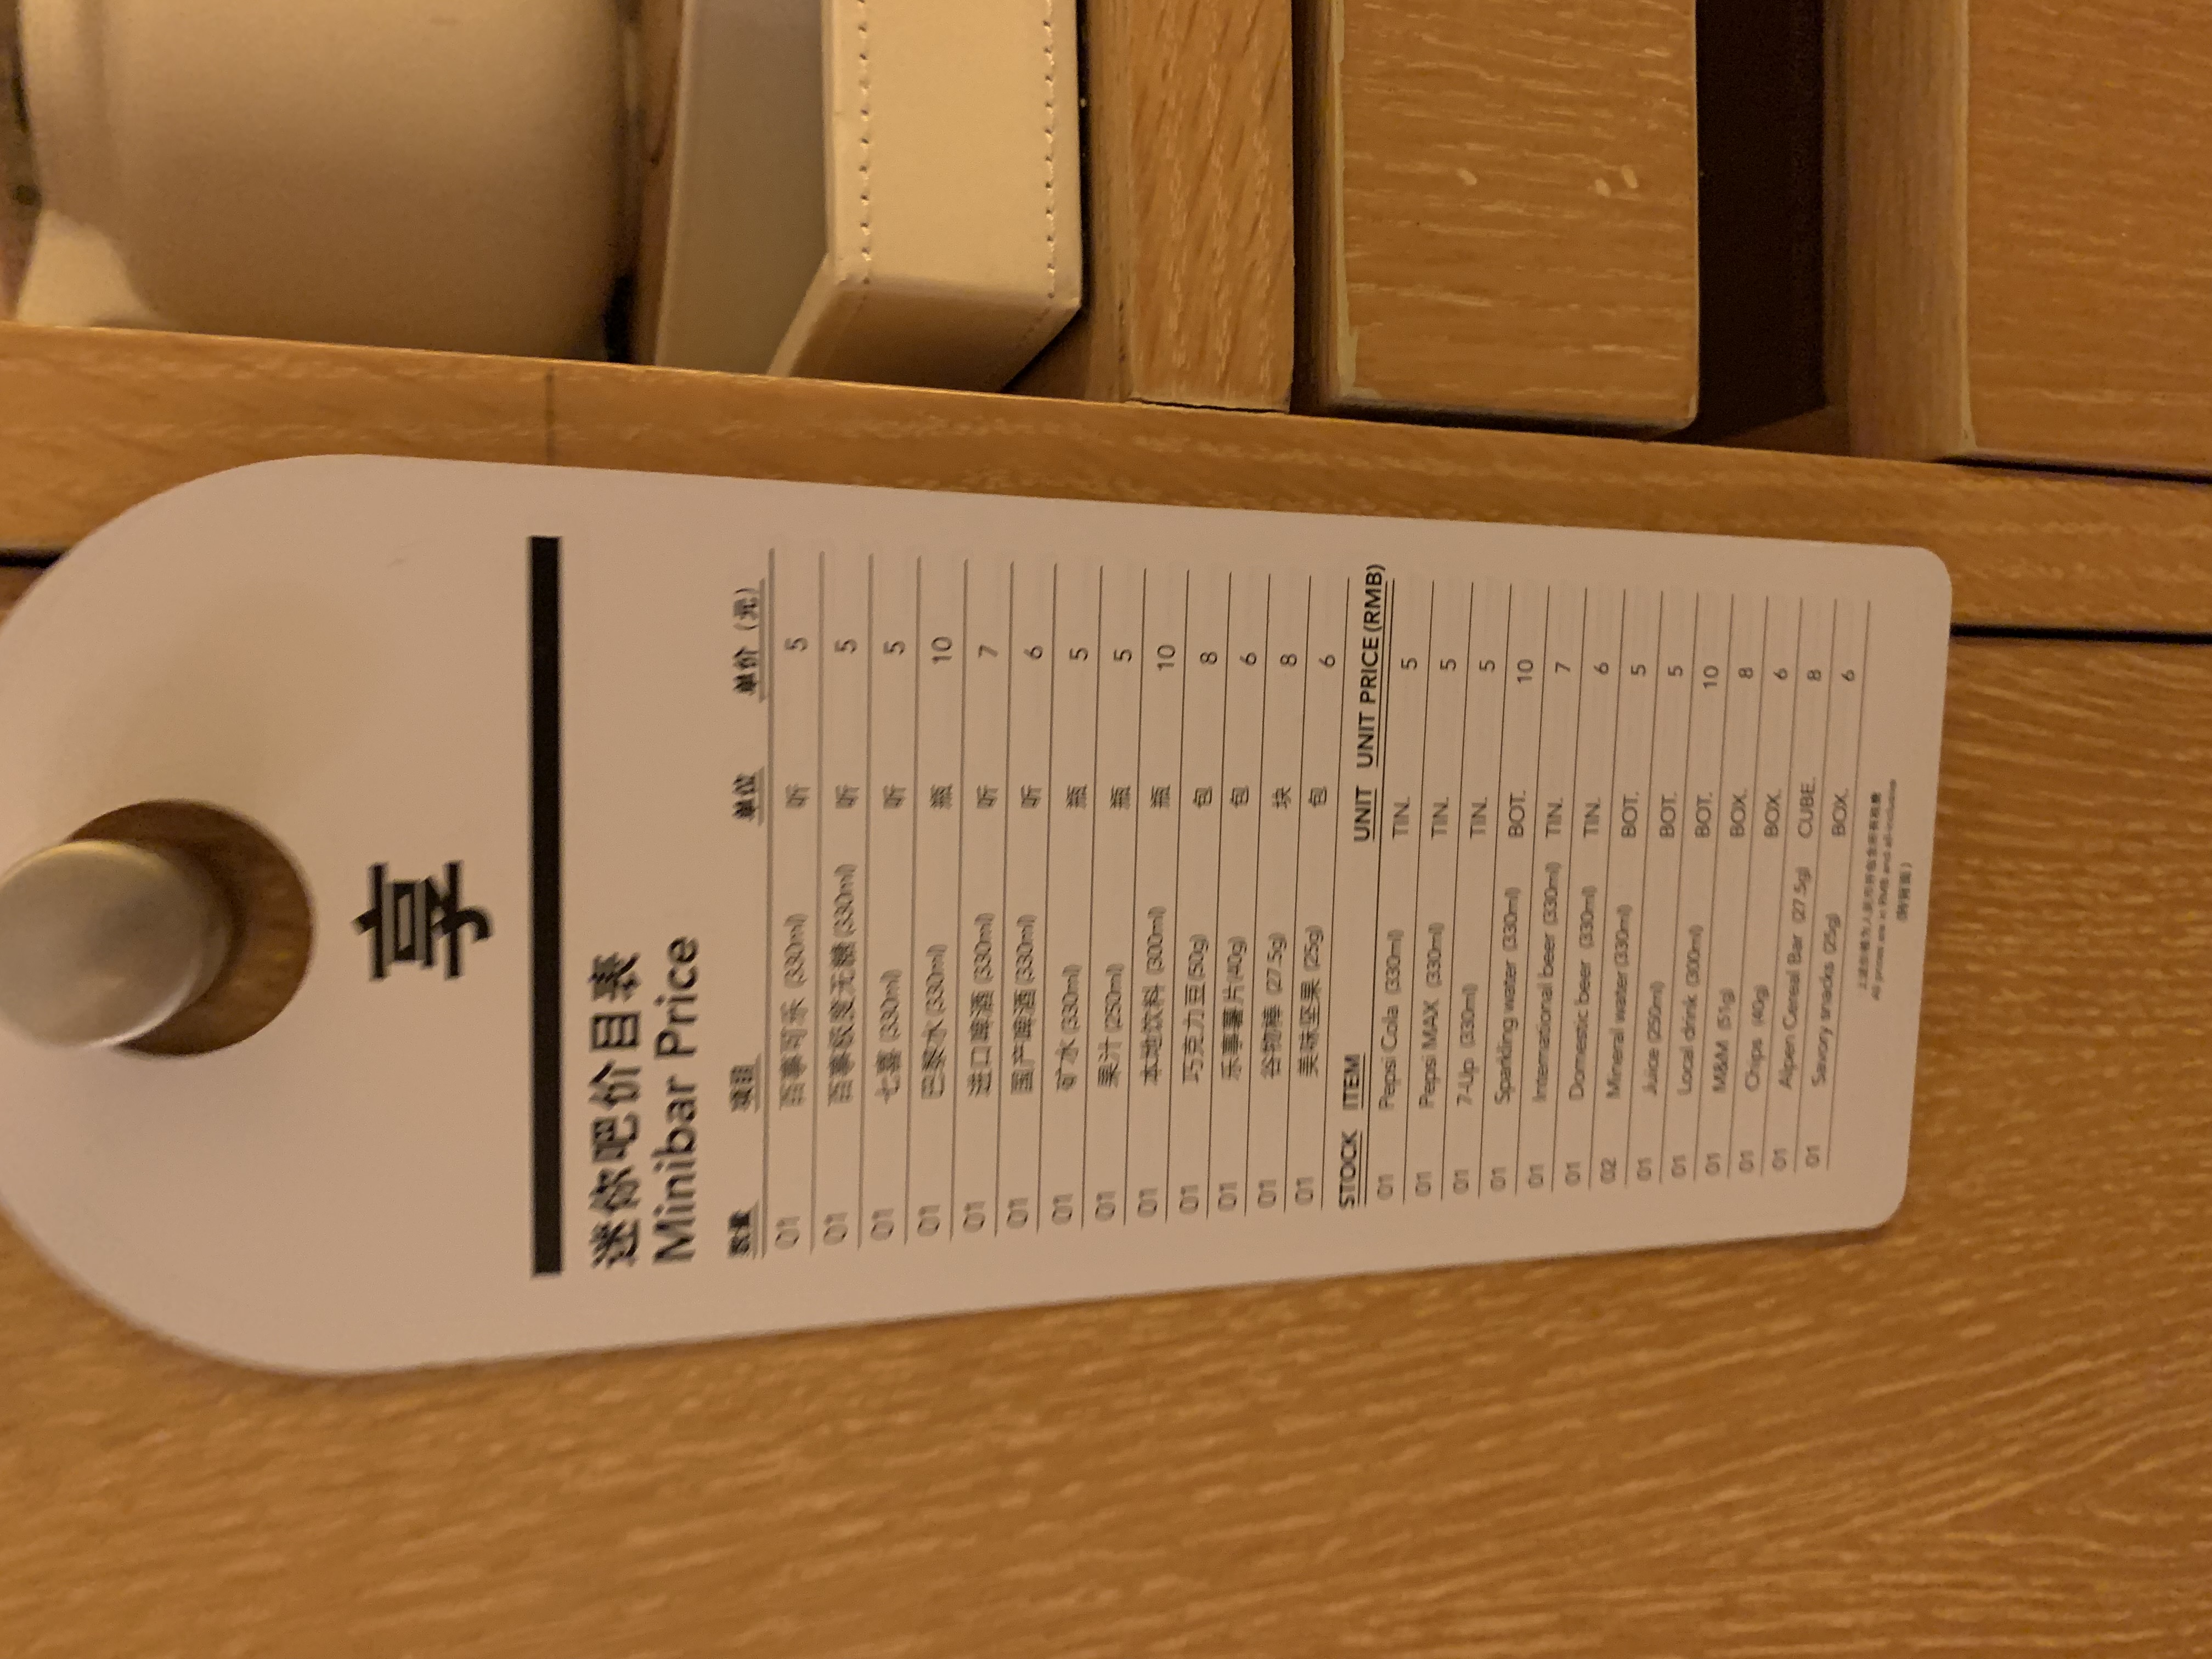 享
迷你吧价目表
Minibar Price
数量 项目 单位 单价（元）
01 百事可乐 (330ml) 听 5
01 百事极度无糖 (330ml) 听 5
01 七喜 (330ml) 听 5
01 巴黎水 (330ml) 瓶 10
01 进口啤酒 (330ml) 听 7
01 国产啤酒 (330ml) 听 6
01 矿水 (330ml) 瓶 5
01 果汁 (250ml) 瓶 5
01 本地饮料 (300ml) 瓶 10
01 巧克力豆 (50g) 包 8
01 乐事薯片 (40g) 包 6
01 谷物棒 (27.5g) 块 8
01 美味坚果 (25g) 包 6
STOCK ITEM UNIT UNIT PRICE (RMB)
01 Pepsi Cola (330ml) TIN. 5
01 Pepsi MAX (330ml) TIN. 5
01 7-Up (330ml) TIN. 5
01 Sparkling water (330ml) BOT. 10
01 International beer (330ml) TIN. 7
01 Domestic beer (330ml) TIN. 6
02 Mineral water (330ml) BOT. 5
01 Juice (250ml) BOT. 5
01 Local drink (300ml) BOT. 10
01 M&M (51g) BOX. 8
01 Chips (40g) BOX. 6
01 Alpen Cereal Bar (27.5g) CUBE. 8
01 Savory snacks (25g) BOX. 6
All prices are in RMB and all-inclusive